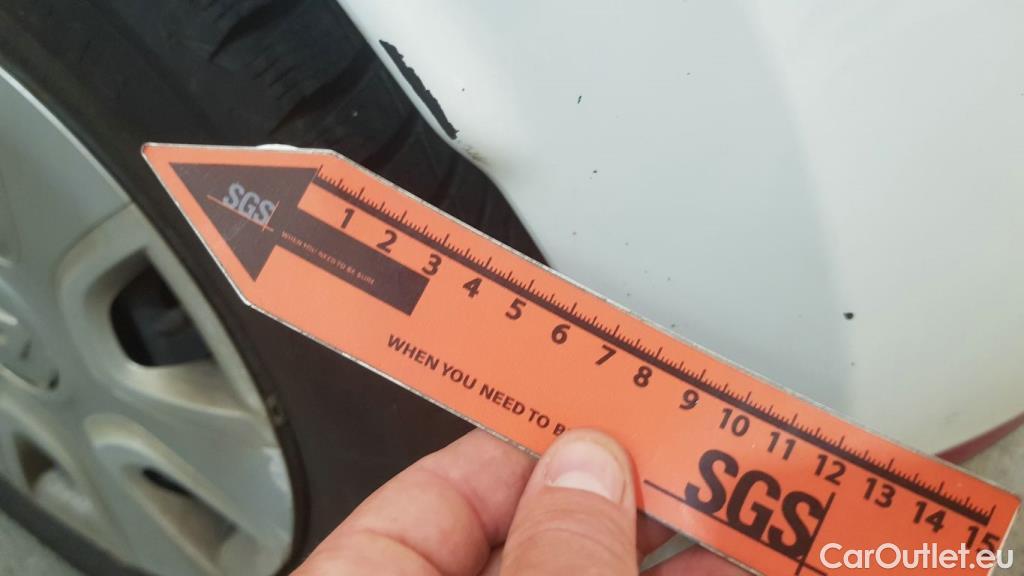 SGS
WHEN YOU NEED TO BE SURE
1 2 3 4 5 6 7 8 9 10 11 12 13 14 15
WHEN YOU NEED TO B
SGS
CarOutlet.eu